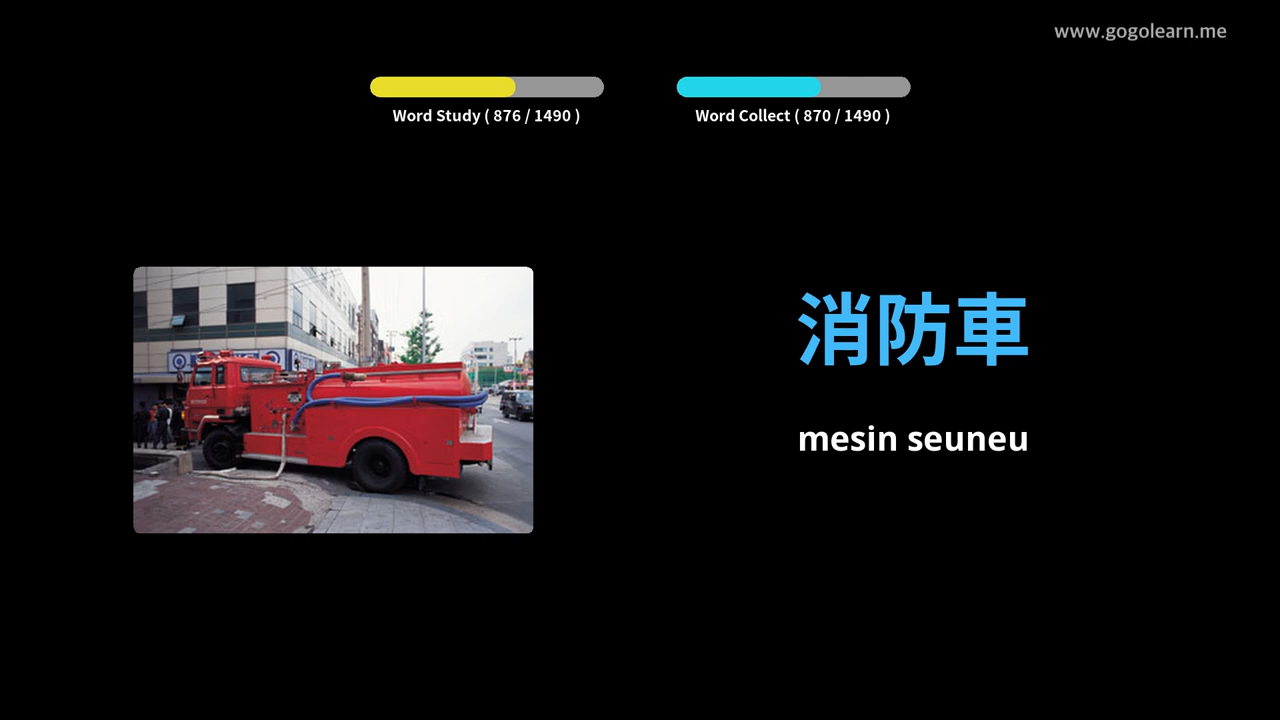 www.gogolearn.me
Word Study ( 876 / 1490 )
Word Collect ( 870 / 1490 )
消防車
mesin seuneu